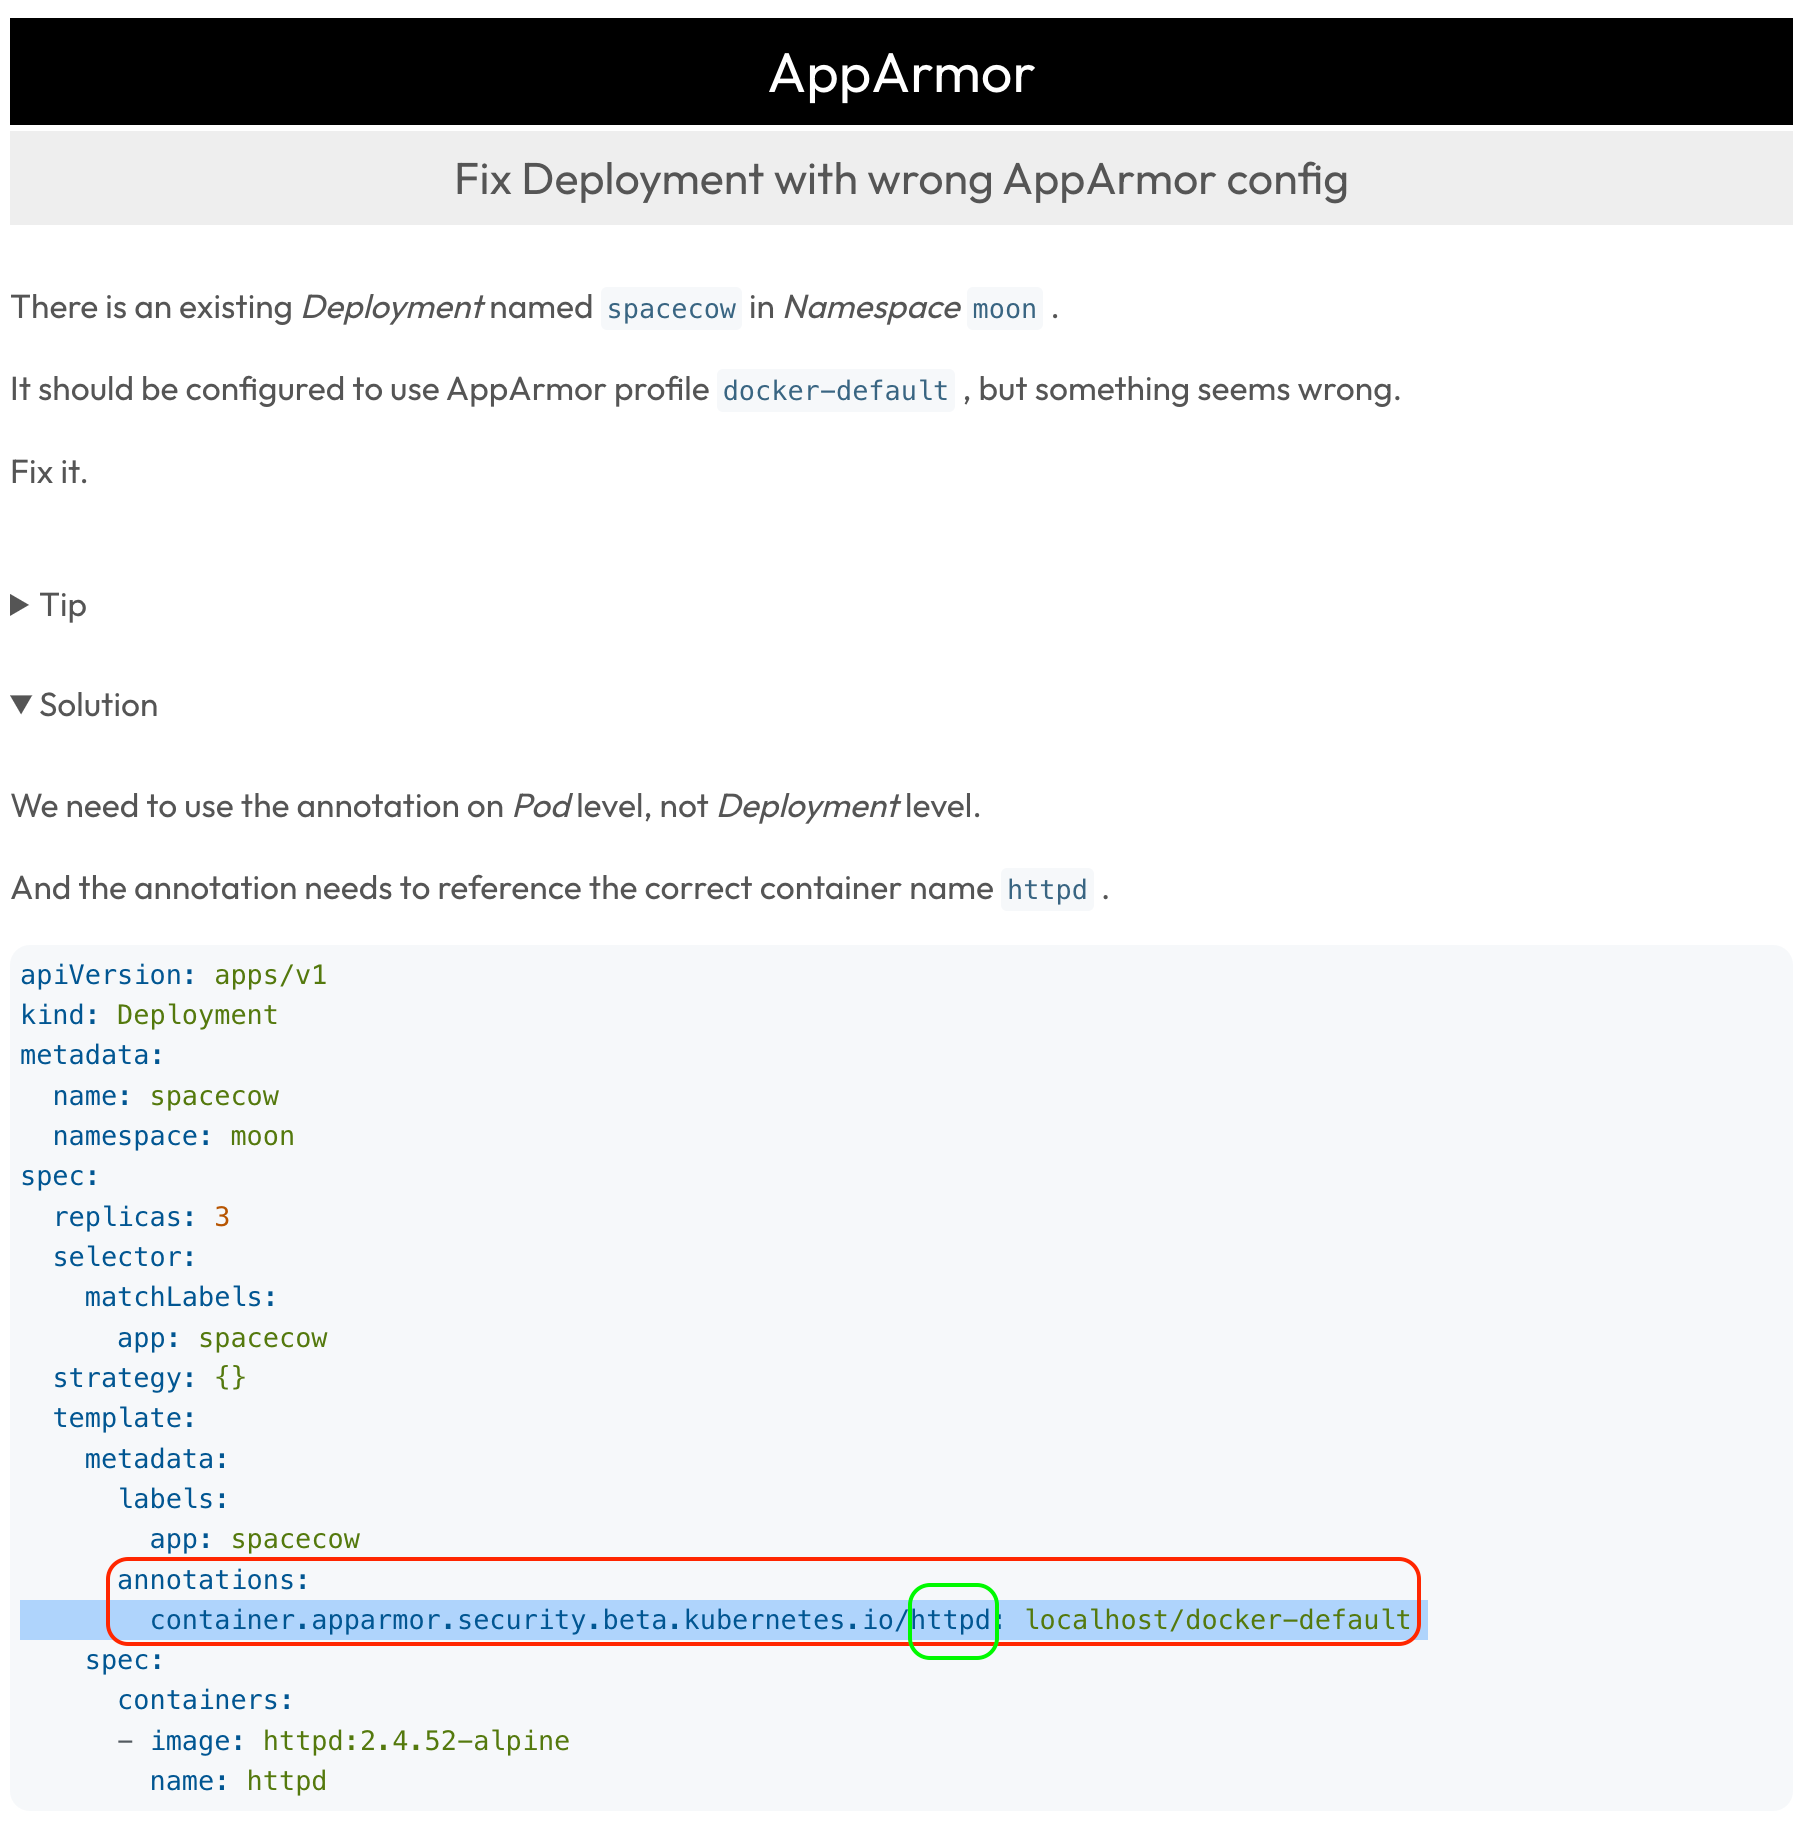 AppArmor
Fix Deployment with wrong AppArmor config
There is an existing Deployment named spacecow in Namespace moon .
It should be configured to use AppArmor profile docker-default , but something seems wrong.
Fix it.
▶ Tip
▼ Solution
We need to use the annotation on Pod level, not Deployment level.
And the annotation needs to reference the correct container name httpd .
apiVersion: apps/v1
kind: Deployment
metadata:
  name: spacecow
  namespace: moon
spec:
  replicas: 3
  selector:
    matchLabels:
      app: spacecow
  strategy: {}
  template:
    metadata:
      labels:
        app: spacecow
      annotations:
        container.apparmor.security.beta.kubernetes.io/httpd: localhost/docker-default
    spec:
      containers:
      - image: httpd:2.4.52-alpine
        name: httpd